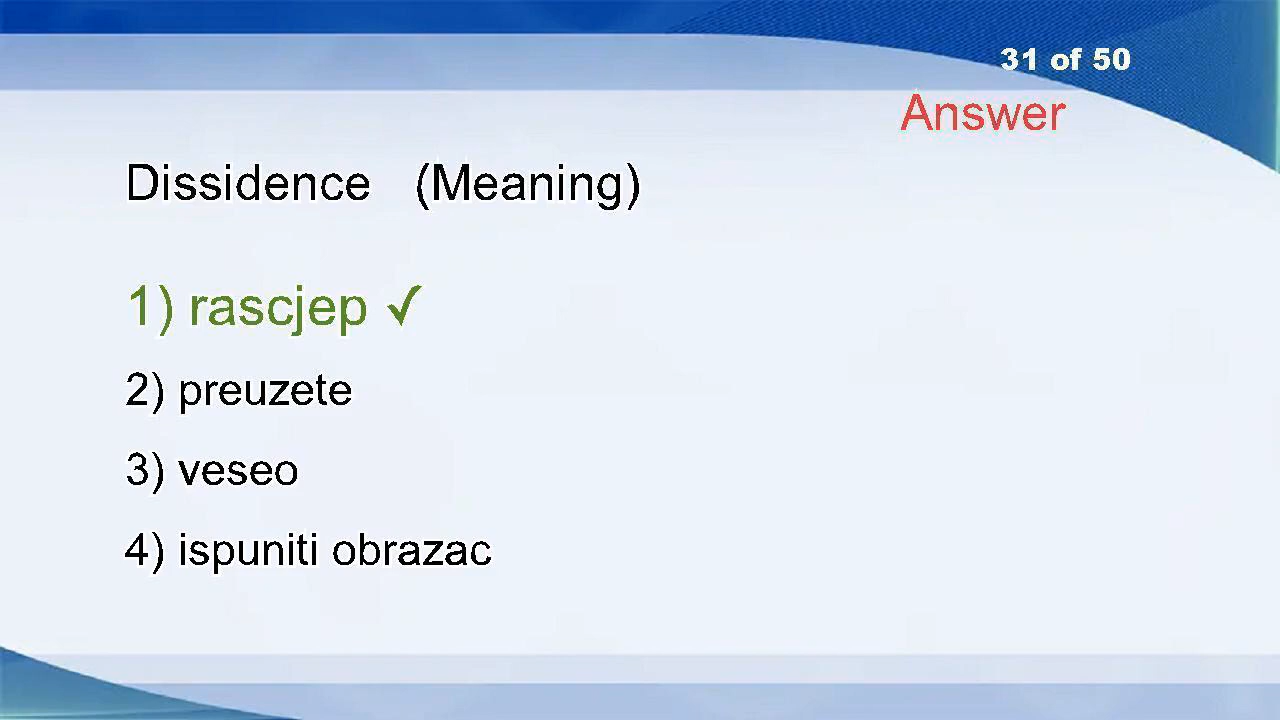 31 of 50
Answer
Dissidence (Meaning)
1) rascjep ✓
2) preuzete
3) veseo
4) ispuniti obrazac